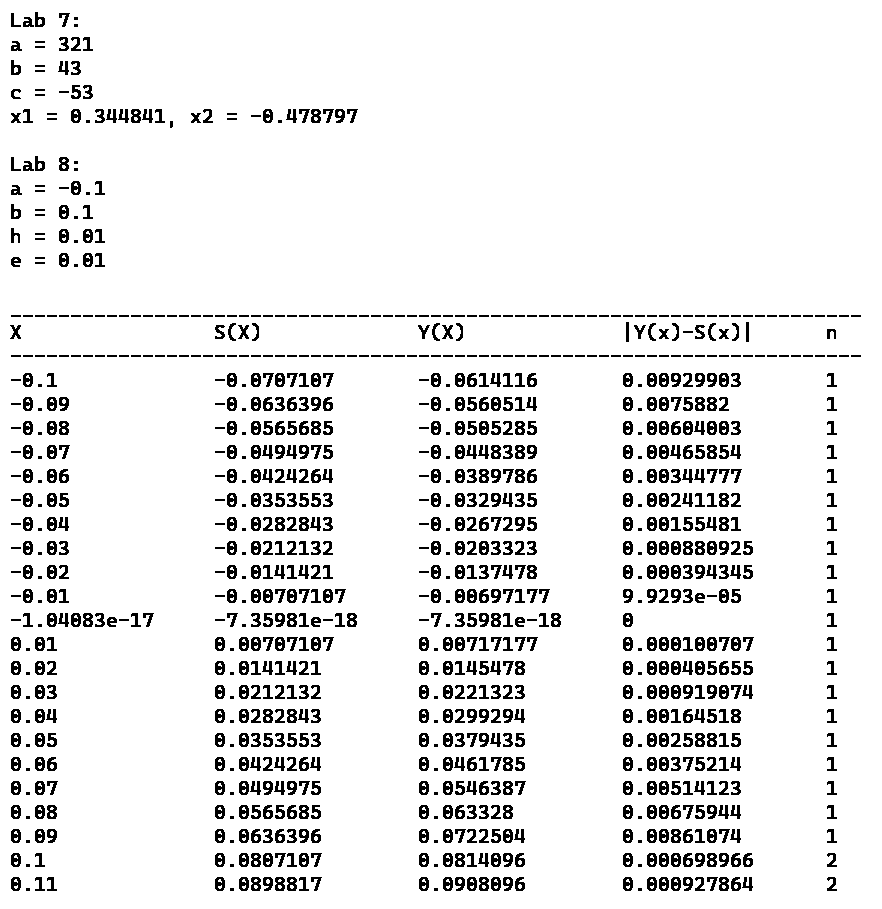 Lab 7:
a = 321
b = 43
c = -53
x1 = 0.344841, x2 = -0.478797
Lab 8:
a = -0.1
b = 0.1
h = 0.01
e = 0.01
-----------------------------------------------------------------------
X S(X) Y(X) |Y(x)-S(x)| n
-----------------------------------------------------------------------
-0.1 -0.0707107 -0.0614116 0.00929903 1
-0.09 -0.0636396 -0.0560514 0.0075882 1
-0.08 -0.0565685 -0.0505285 0.00604003 1
-0.07 -0.0494975 -0.0448389 0.00465854 1
-0.06 -0.0424264 -0.0389786 0.00344777 1
-0.05 -0.0353553 -0.0329435 0.00241182 1
-0.04 -0.0282843 -0.0267295 0.00155481 1
-0.03 -0.0212132 -0.0203323 0.000880925 1
-0.02 -0.0141421 -0.0137478 0.000394345 1
-0.01 -0.00707107 -0.00697177 9.9293e-05 1
-1.04083e-17 -7.35981e-18 -7.35981e-18 0 1
0.01 0.00707107 0.00717177 0.000100707 1
0.02 0.0141421 0.0145478 0.000405655 1
0.03 0.0212132 0.0221323 0.000919074 1
0.04 0.0282843 0.0299294 0.00164518 1
0.05 0.0353553 0.0379435 0.00258815 1
0.06 0.0424264 0.0461785 0.00375214 1
0.07 0.0494975 0.0546387 0.00514123 1
0.08 0.0565685 0.063328 0.00675944 1
0.09 0.0636396 0.0722504 0.00861074 1
0.1 0.0807107 0.0814096 0.000698966 2
0.11 0.0898817 0.0908096 0.000927864 2